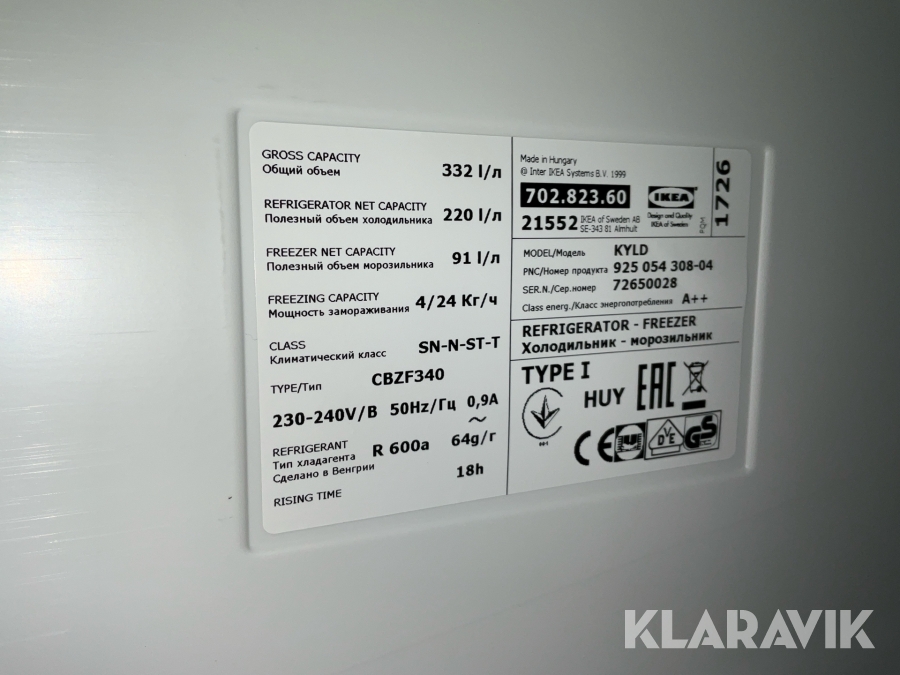 GROSS CAPACITY
Общий объем 332 l/л
REFRIGERATOR NET CAPACITY
Полезный объем холодильника 220 l/л
FREEZER NET CAPACITY
Полезный объем морозильника 91 l/л
FREEZING CAPACITY
Мощность замораживания 4/24 Кг/ч
CLASS
Климатический класс SN-N-ST-T
TYPE/Тип CBZF340
230-240V/В 50Hz/Гц 0,9A
~
REFRIGERANT
Тип хладагента R 600a 64g/г
Сделано в Венгрии
RISING TIME 18h
Made in Hungary
@ Inter IKEA Systems B.V. 1999
702.823.60
21552 IKEA of Sweden AB
SE-343 81 Älmhult
IKEA
Design and Quality
IKEA of Sweden
PQM
1726
MODEL/Модель KYLD
PNC/Номер продукта 925 054 308-04
SER.N./Сер.номер 72650028
Class energ./Класс энергопотребления A++
REFRIGERATOR - FREEZER
Холодильник - морозильник
TYPE I
HUY
EAC
CE
DVE
GS
KLARAVIK